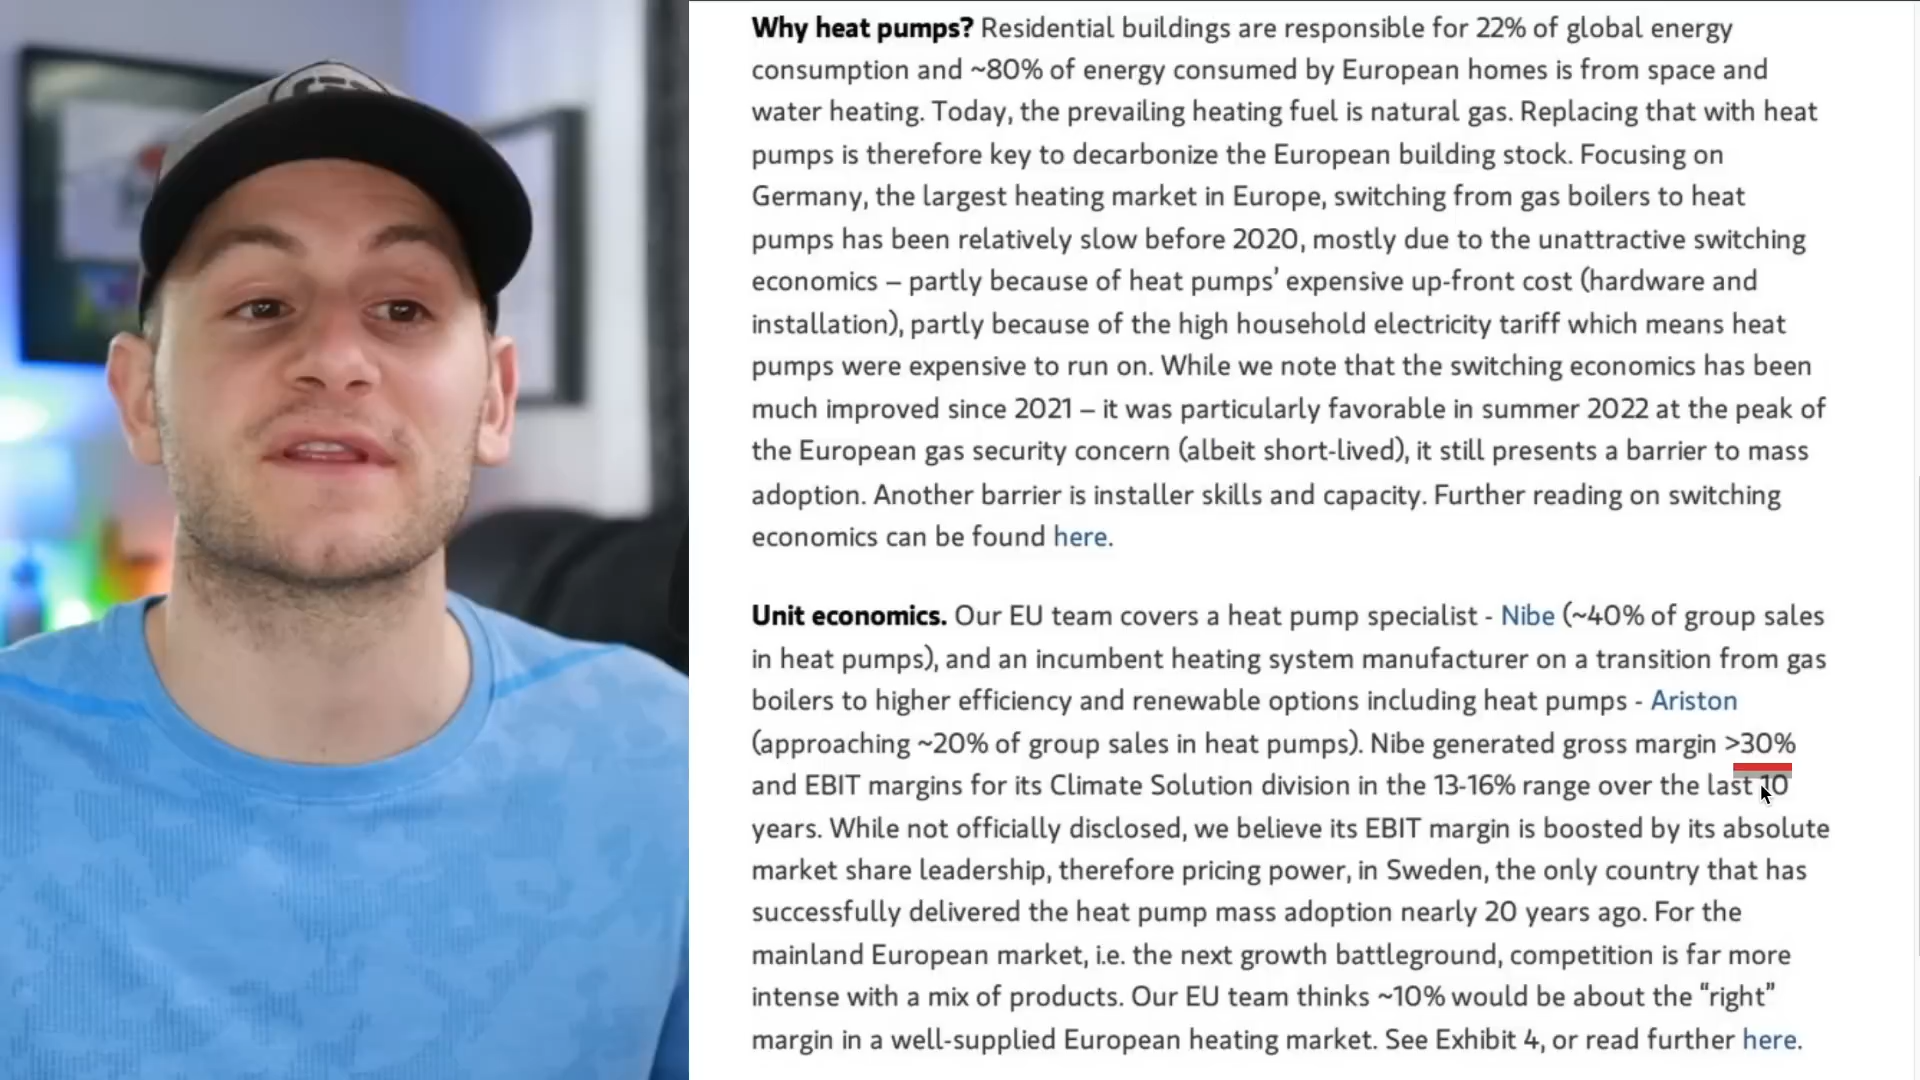 Why heat pumps? Residential buildings are responsible for 22% of global energy
consumption and ~80% of energy consumed by European homes is from space and
water heating. Today, the prevailing heating fuel is natural gas. Replacing that with heat
pumps is therefore key to decarbonize the European building stock. Focusing on
Germany, the largest heating market in Europe, switching from gas boilers to heat
pumps has been relatively slow before 2020, mostly due to the unattractive switching
economics – partly because of heat pumps’ expensive up-front cost (hardware and
installation), partly because of the high household electricity tariff which means heat
pumps were expensive to run on. While we note that the switching economics has been
much improved since 2021 – it was particularly favorable in summer 2022 at the peak of
the European gas security concern (albeit short-lived), it still presents a barrier to mass
adoption. Another barrier is installer skills and capacity. Further reading on switching
economics can be found here.
Unit economics. Our EU team covers a heat pump specialist - Nibe (~40% of group sales
in heat pumps), and an incumbent heating system manufacturer on a transition from gas
boilers to higher efficiency and renewable options including heat pumps - Ariston
(approaching ~20% of group sales in heat pumps). Nibe generated gross margin >30%
and EBIT margins for its Climate Solution division in the 13-16% range over the last 10
years. While not officially disclosed, we believe its EBIT margin is boosted by its absolute
market share leadership, therefore pricing power, in Sweden, the only country that has
successfully delivered the heat pump mass adoption nearly 20 years ago. For the
mainland European market, i.e. the next growth battleground, competition is far more
intense with a mix of products. Our EU team thinks ~10% would be about the “right”
margin in a well-supplied European heating market. See Exhibit 4, or read further here.